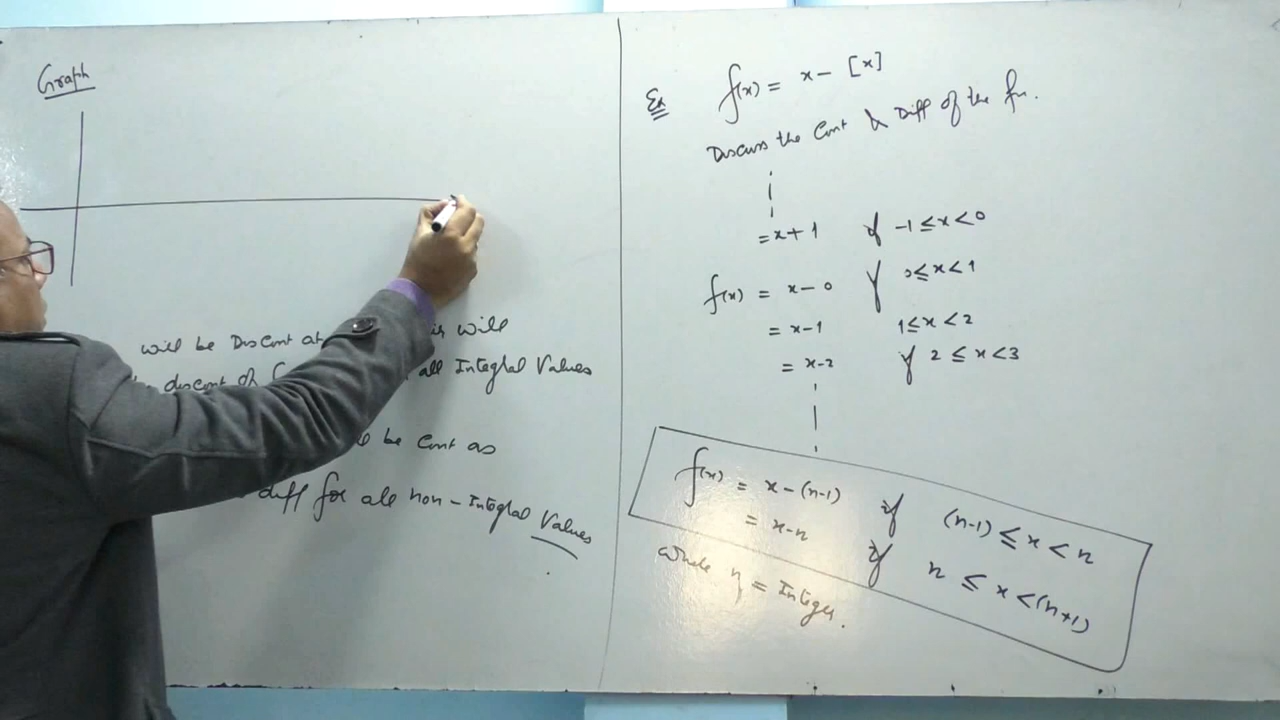 Graph
will be Discont at will
discont of all Integral Values
be Cont as
diff for all non-Integral Values
Ex f(x) = x - [x]
Discuss the Cont & Diff of the fn.
= x+1 if -1 ≤ x < 0
f(x) = x-0 if 0 ≤ x < 1
= x-1 1 ≤ x < 2
= x-2 if 2 ≤ x < 3
f(x) = x-(n-1) if (n-1) ≤ x < n
= x-n if n ≤ x < (n+1)
where n = Integer.